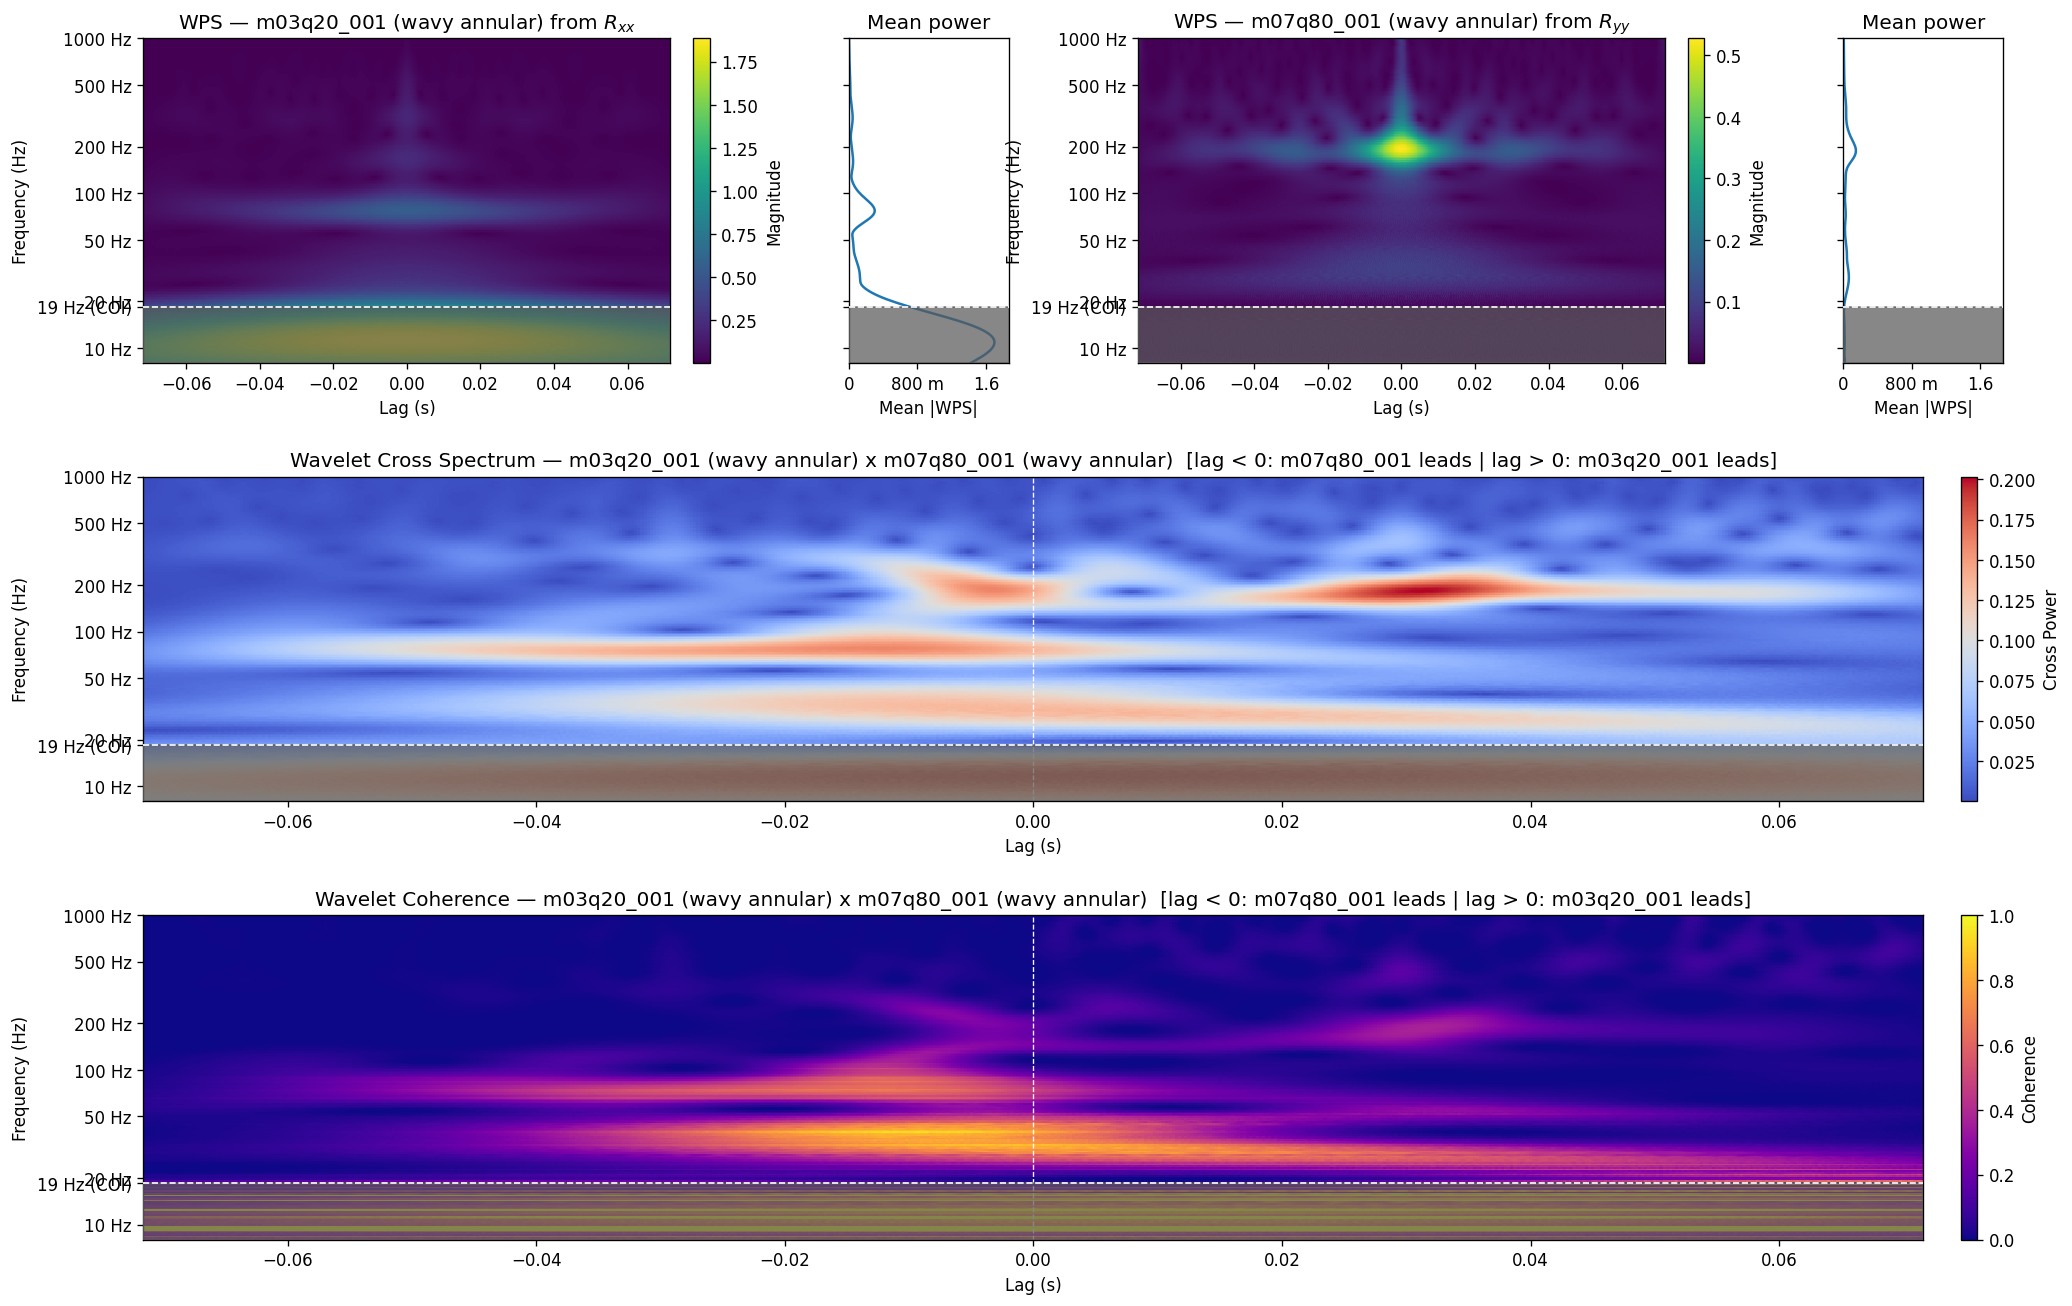 WPS — m03q20_001 (wavy annular) from Rxx
Mean power
WPS — m07q80_001 (wavy annular) from Ryy
Mean power
1000 Hz
500 Hz
200 Hz
100 Hz
50 Hz
20 Hz
19 Hz (COI)
10 Hz
Frequency (Hz)
−0.06 −0.04 −0.02 0.00 0.02 0.04 0.06
Lag (s)
1.75
1.50
1.25
1.00
0.75
0.50
0.25
Magnitude
0 800 m 1.6
Mean |WPS|
1000 Hz
500 Hz
200 Hz
100 Hz
50 Hz
20 Hz
19 Hz (COI)
10 Hz
Frequency (Hz)
−0.06 −0.04 −0.02 0.00 0.02 0.04 0.06
Lag (s)
0.5
0.4
0.3
0.2
0.1
Magnitude
0 800 m 1.6
Mean |WPS|
Wavelet Cross Spectrum — m03q20_001 (wavy annular) x m07q80_001 (wavy annular) [lag < 0: m07q80_001 leads | lag > 0: m03q20_001 leads]
1000 Hz
500 Hz
200 Hz
100 Hz
50 Hz
20 Hz
19 Hz (COI)
10 Hz
Frequency (Hz)
−0.06 −0.04 −0.02 0.00 0.02 0.04 0.06
Lag (s)
0.200
0.175
0.150
0.125
0.100
0.075
0.050
0.025
Cross Power
Wavelet Coherence — m03q20_001 (wavy annular) x m07q80_001 (wavy annular) [lag < 0: m07q80_001 leads | lag > 0: m03q20_001 leads]
1000 Hz
500 Hz
200 Hz
100 Hz
50 Hz
20 Hz
19 Hz (COI)
10 Hz
Frequency (Hz)
−0.06 −0.04 −0.02 0.00 0.02 0.04 0.06
Lag (s)
1.0
0.8
0.6
0.4
0.2
0.0
Coherence